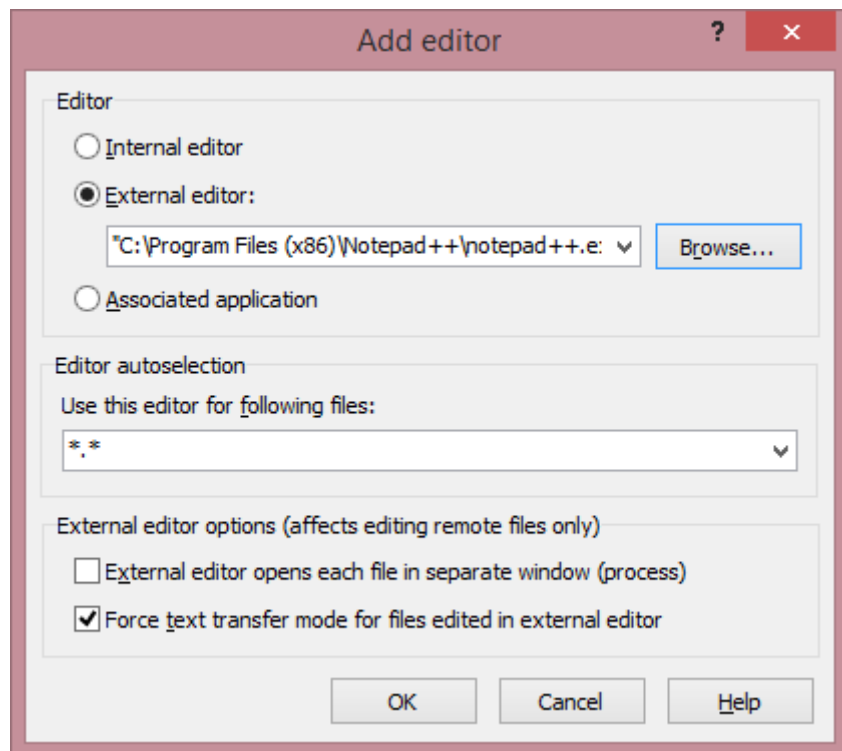 Add editor
?
×
Editor
Internal editor
External editor:
"C:\Program Files (x86)\Notepad++\notepad++.e:
Browse...
Associated application
Editor autoselection
Use this editor for following files:
*.*
External editor options (affects editing remote files only)
External editor opens each file in separate window (process)
Force text transfer mode for files edited in external editor
OK
Cancel
Help